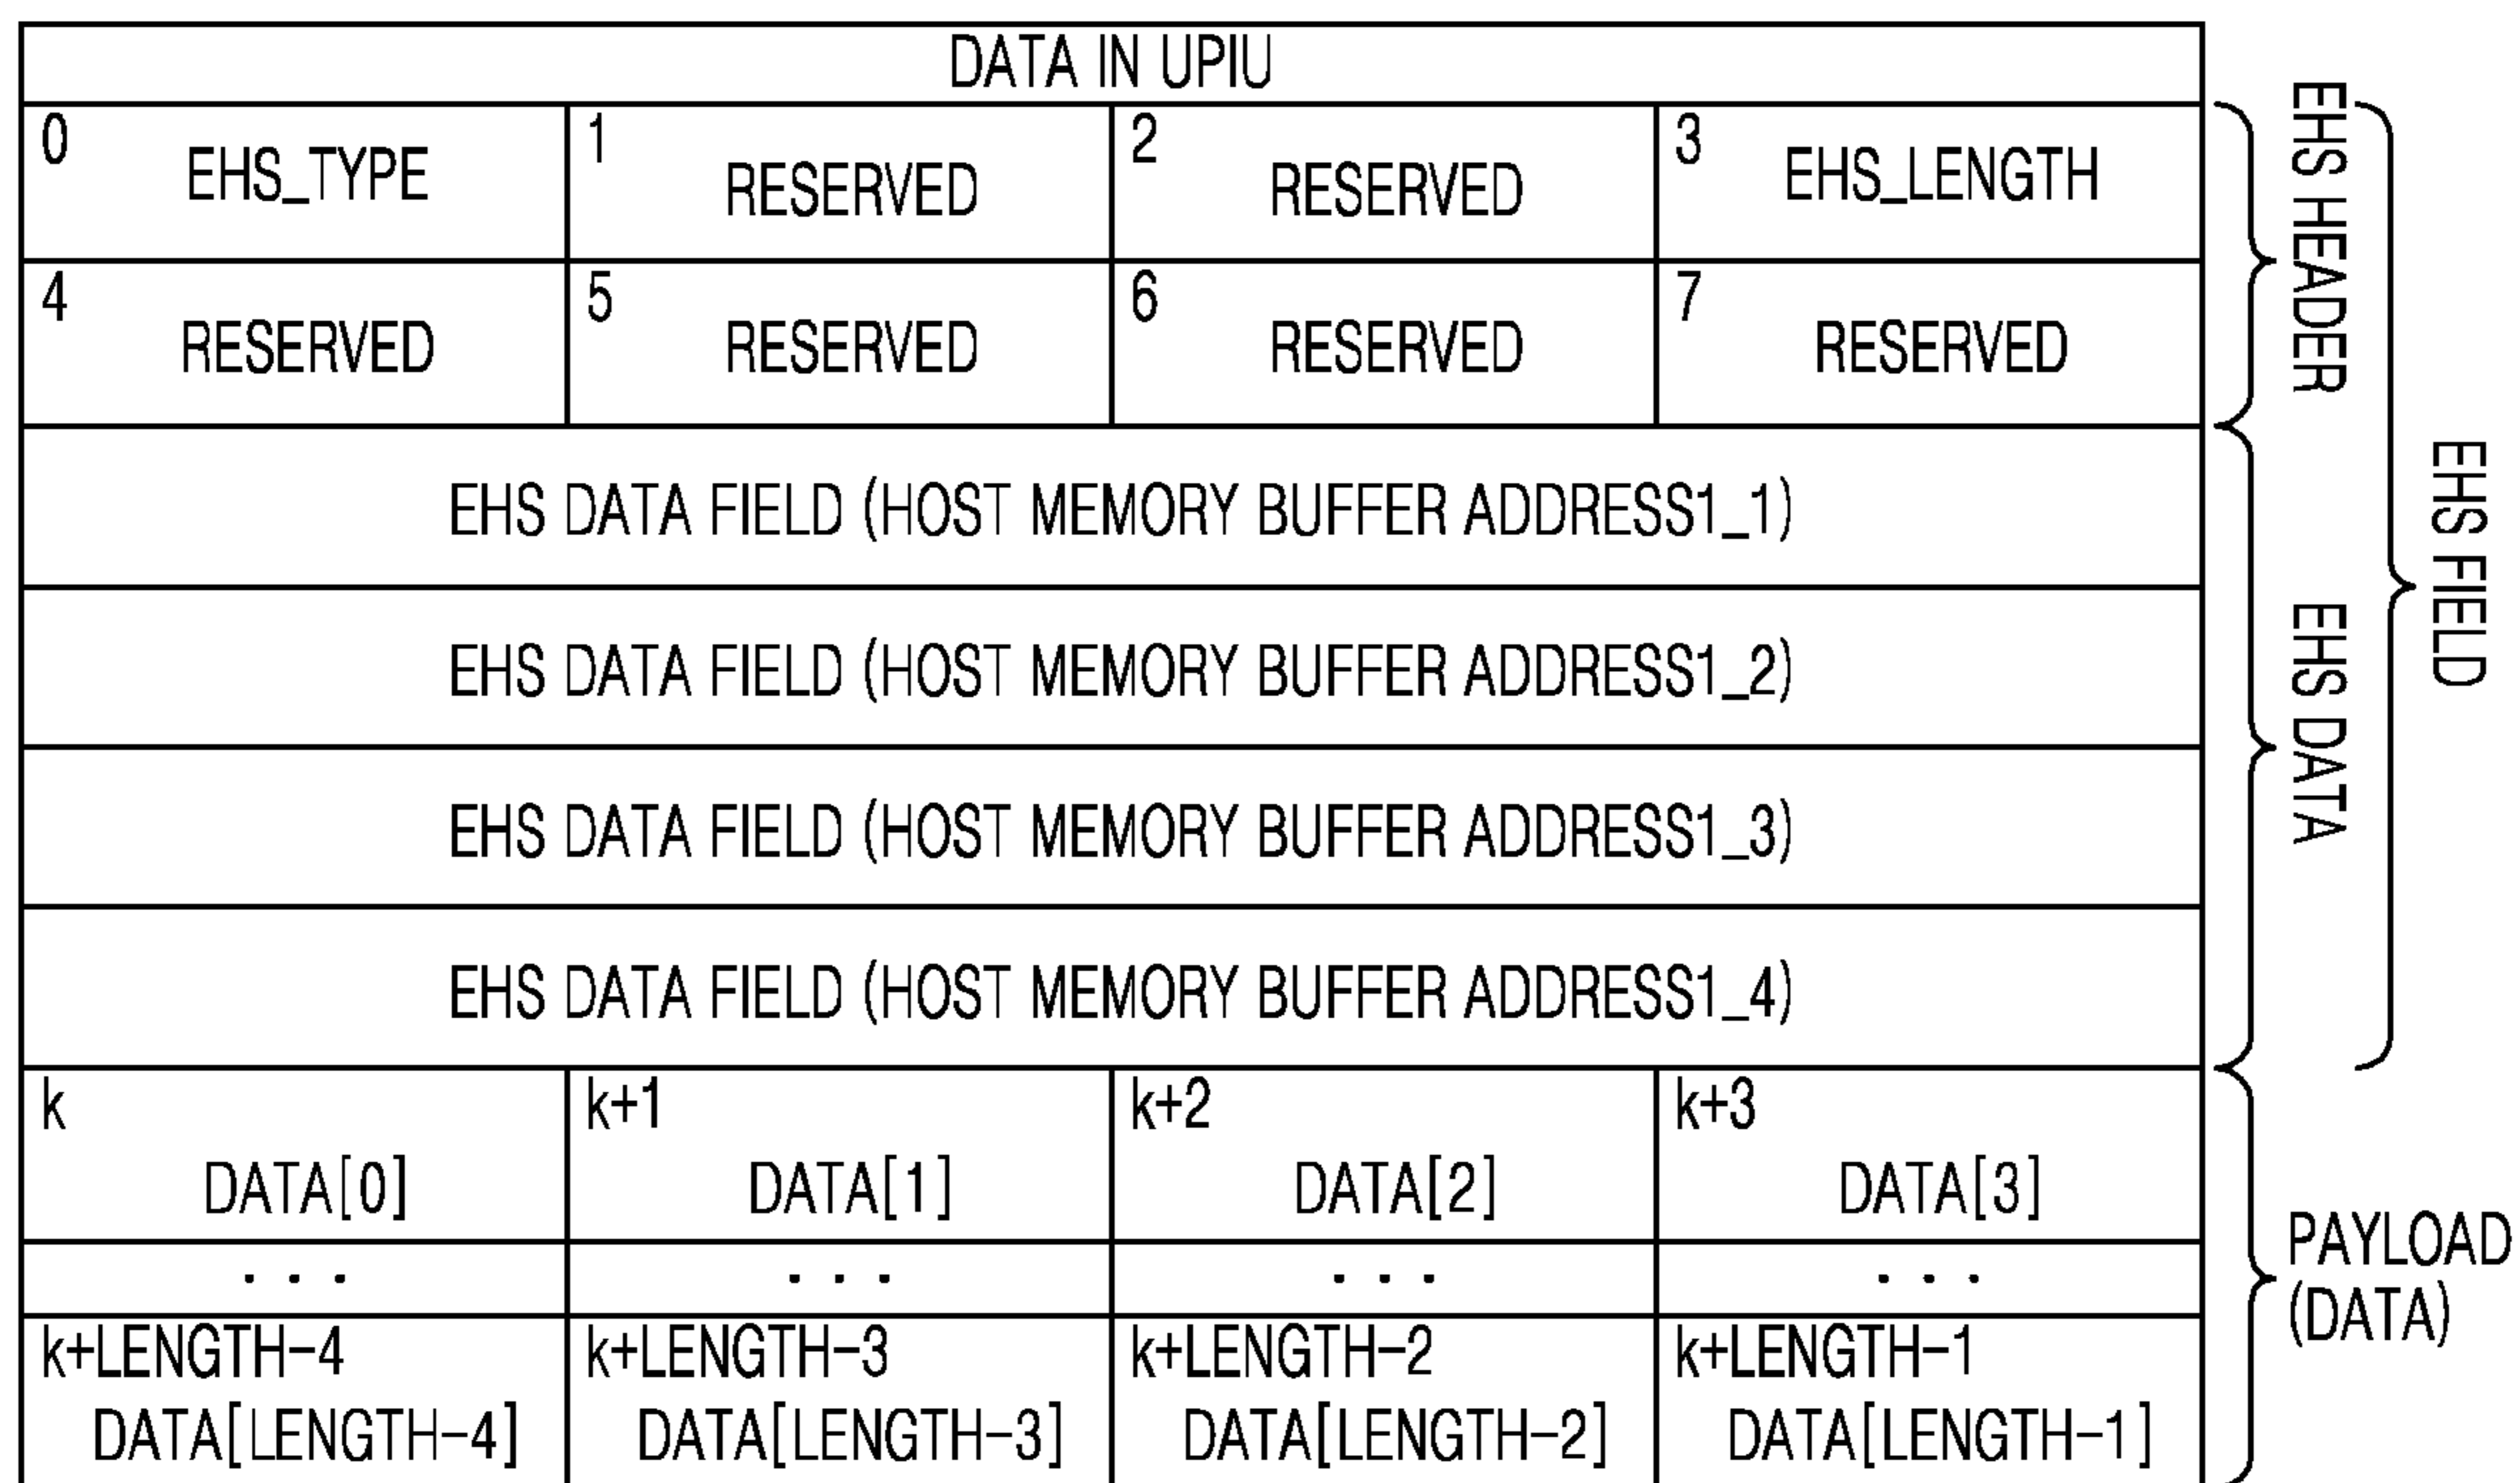 DATA IN UPIU
0 EHS_TYPE
1 RESERVED
2 RESERVED
3 EHS_LENGTH
4 RESERVED
5 RESERVED
6 RESERVED
7 RESERVED
EHS HEADER
EHS DATA FIELD (HOST MEMORY BUFFER ADDRESS1_1)
EHS DATA FIELD (HOST MEMORY BUFFER ADDRESS1_2)
EHS DATA FIELD (HOST MEMORY BUFFER ADDRESS1_3)
EHS DATA FIELD (HOST MEMORY BUFFER ADDRESS1_4)
EHS DATA
EHS FIELD
k
DATA[0]
k+1
DATA[1]
k+2
DATA[2]
k+3
DATA[3]
... ... ... ...
k+LENGTH-4
DATA[LENGTH-4]
k+LENGTH-3
DATA[LENGTH-3]
k+LENGTH-2
DATA[LENGTH-2]
k+LENGTH-1
DATA[LENGTH-1]
PAYLOAD
(DATA)